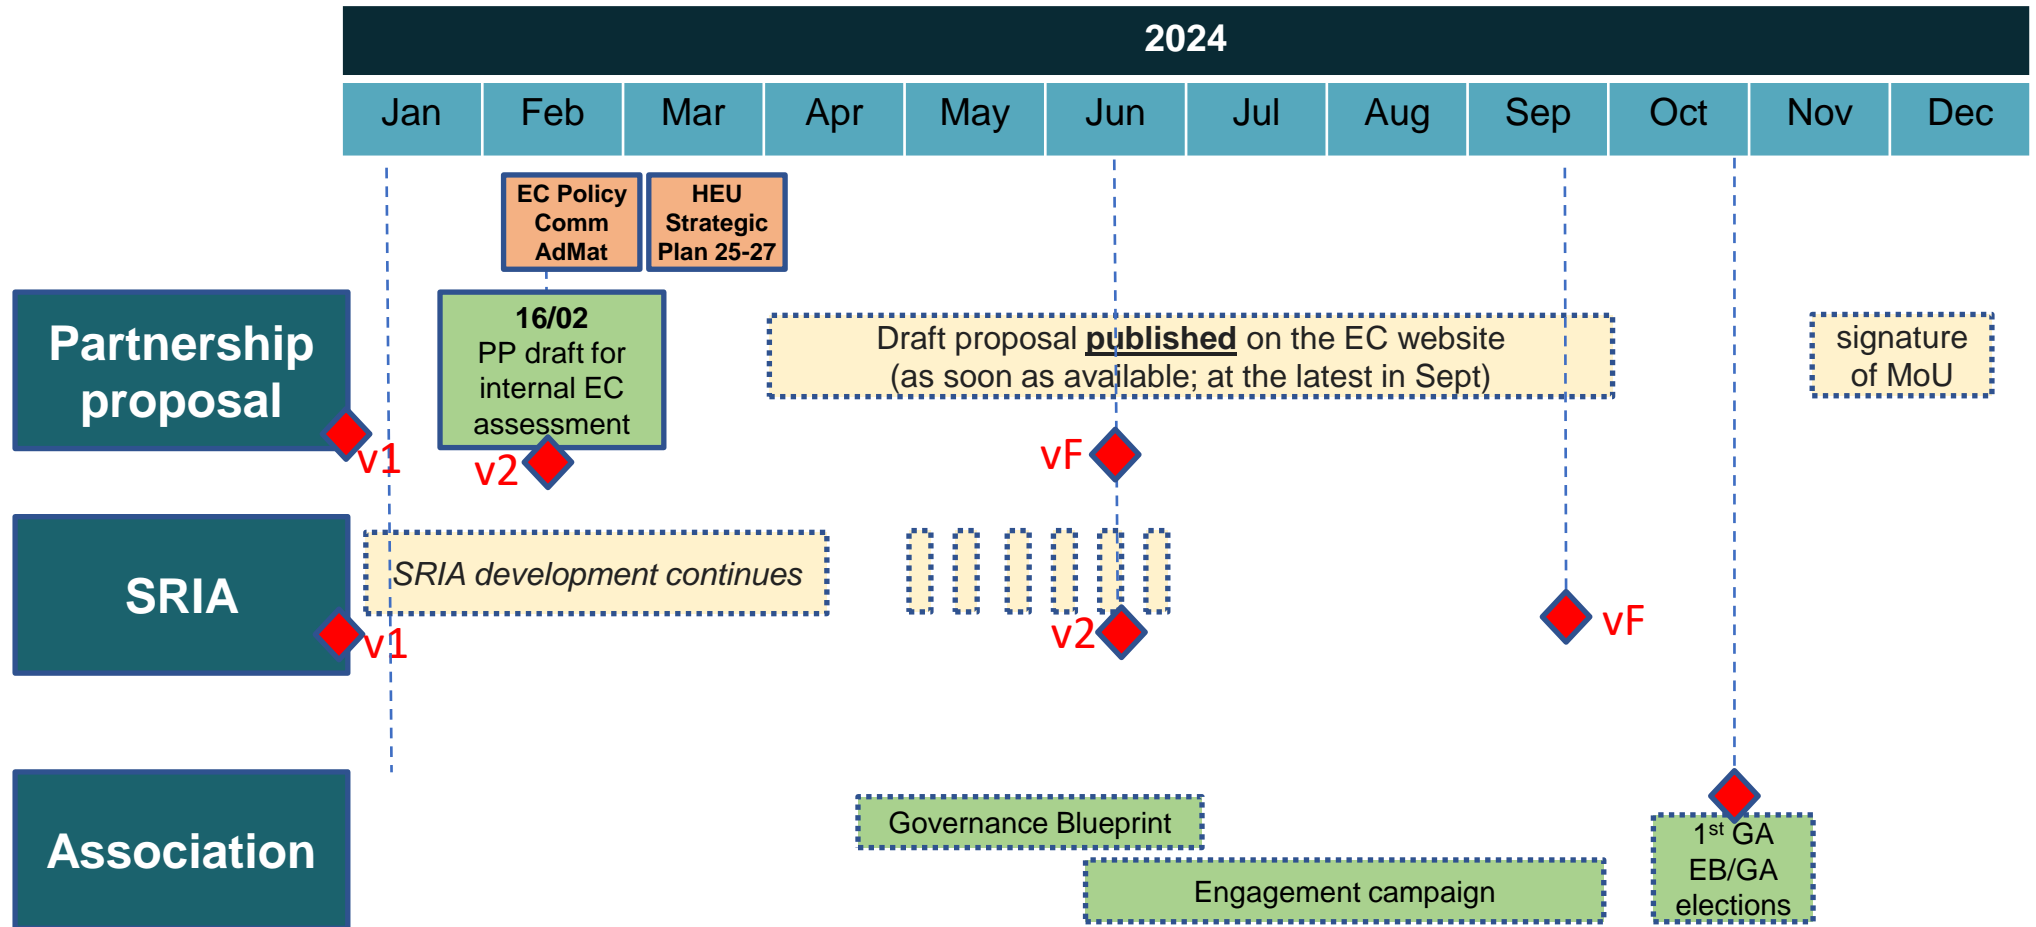 2024
Jan Feb Mar Apr May Jun Jul Aug Sep Oct Nov Dec
EC Policy
Comm
AdMat
HEU
Strategic
Plan 25-27
Partnership
proposal
v1
16/02
PP draft for
internal EC
assessment
v2
Draft proposal published on the EC website
(as soon as available; at the latest in Sept)
vF
signature
of MoU
SRIA
v1
SRIA development continues
v2
vF
Association
Governance Blueprint
Engagement campaign
1st GA
EB/GA
elections